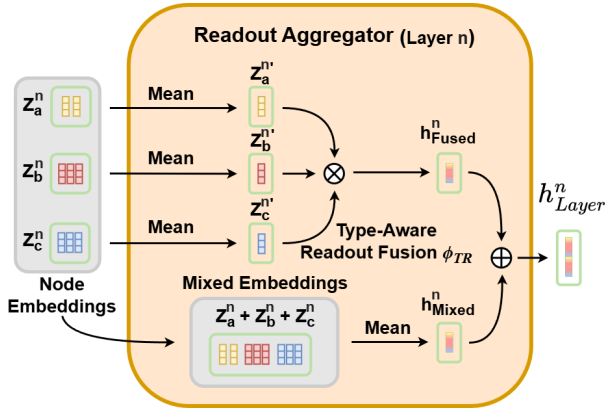 Readout Aggregator (Layer n)
Z_a^n
Mean
Z_a^n'
Z_b^n
Mean
Z_b^n'
h_Fused^n
⊗
Z_c^n
Mean
Z_c^n'
h_Layer^n
Type-Aware
Readout Fusion ϕ_TR
⊕
Node
Embeddings
Mixed Embeddings
Z_a^n + Z_b^n + Z_c^n
Mean
h_Mixed^n